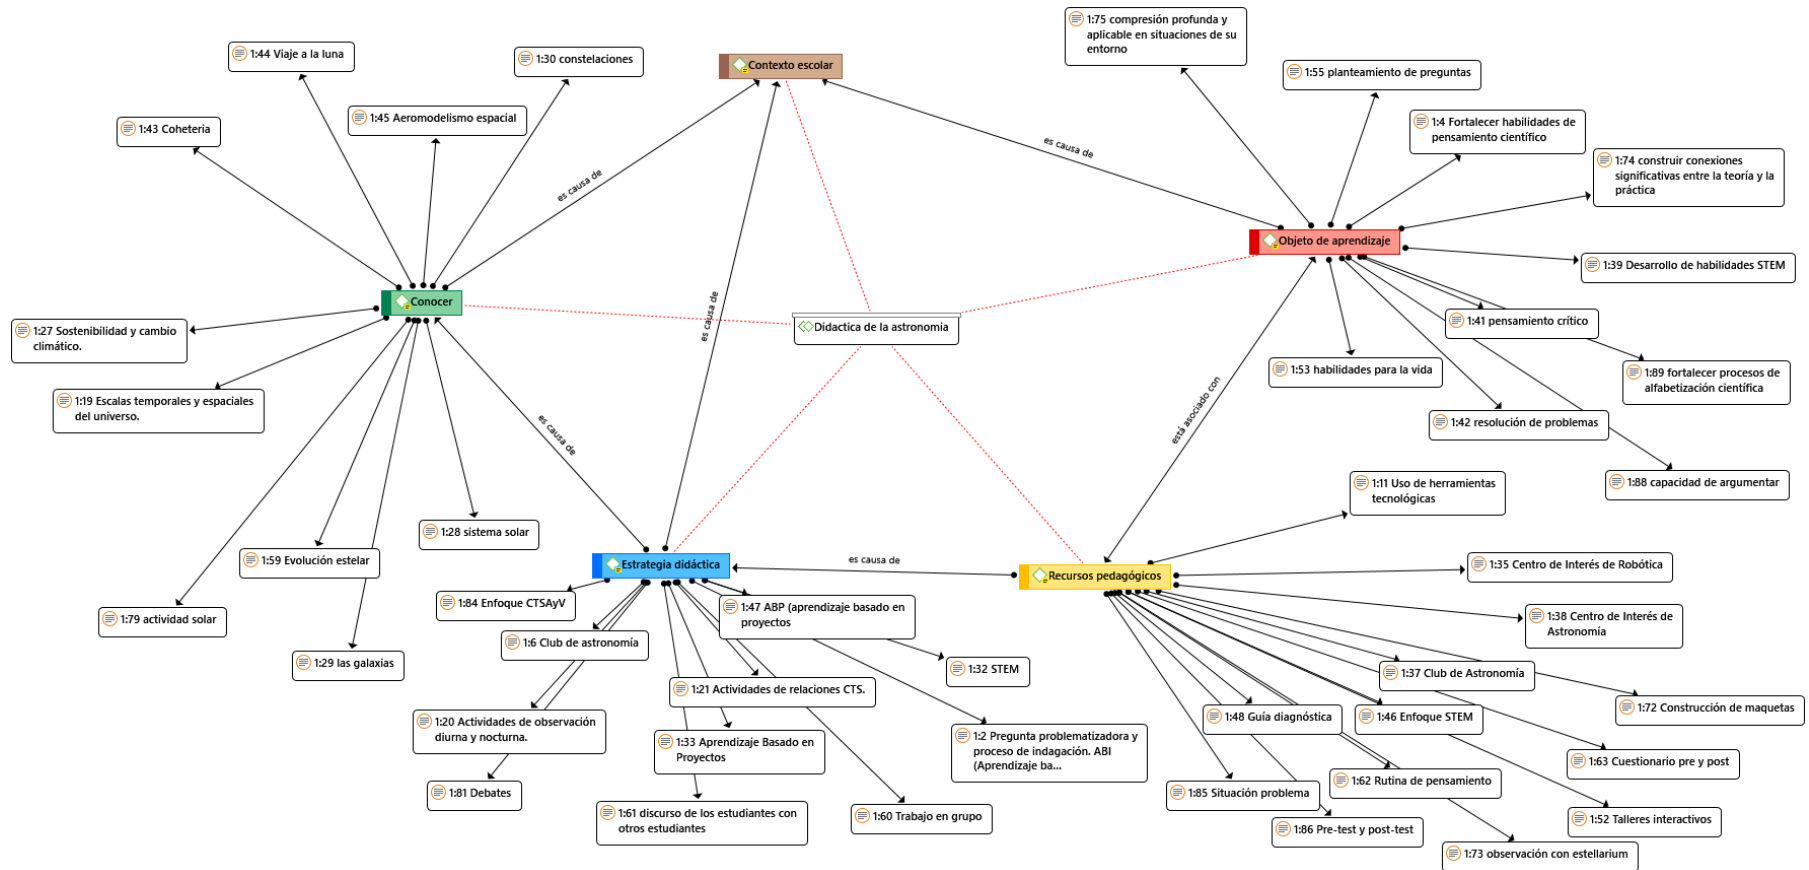 1:75 compresión profunda y
aplicable en situaciones de su
entorno
1:44 Viaje a la luna
1:30 constelaciones
Contexto escolar
1:55 planteamiento de preguntas
1:43 Coheteria
1:45 Aeromodelismo espacial
1:4 Fortalecer habilidades de
pensamiento científico
es causa de
1:74 construir conexiones
significativas entre la teoría y la
práctica
es causa de
Objeto de aprendizaje
1:39 Desarrollo de habilidades STEM
Conocer
es causa de
Didactica de la astronomia
1:27 Sostenibilidad y cambio
climático.
1:41 pensamiento crítico
1:53 habilidades para la vida
1:89 fortalecer procesos de
alfabetización científica
1:19 Escalas temporales y espaciales
del universo.
es causa de
está asociado con
1:42 resolución de problemas
1:88 capacidad de argumentar
1:11 Uso de herramientas
tecnológicas
1:28 sistema solar
1:59 Evolución estelar
Estrategia didáctica
es causa de
Recursos pedagógicos
1:35 Centro de Interés de Robótica
1:84 Enfoque CTSAyV
1:47 ABP (aprendizaje basado en
proyectos
1:79 actividad solar
1:38 Centro de Interés de
Astronomía
1:6 Club de astronomía
1:29 las galaxias
1:32 STEM
1:37 Club de Astronomía
1:21 Actividades de relaciones CTS.
1:72 Construcción de maquetas
1:20 Actividades de observación
diurna y nocturna.
1:48 Guía diagnóstica
1:46 Enfoque STEM
1:33 Aprendizaje Basado en
Proyectos
1:2 Pregunta problematizadora y
proceso de indagación. ABI
(Aprendizaje ba...
1:63 Cuestionario pre y post
1:81 Debates
1:85 Situación problema
1:62 Rutina de pensamiento
1:61 discurso de los estudiantes con
otros estudiantes
1:60 Trabajo en grupo
1:86 Pre-test y post-test
1:52 Talleres interactivos
1:73 observación con estellarium